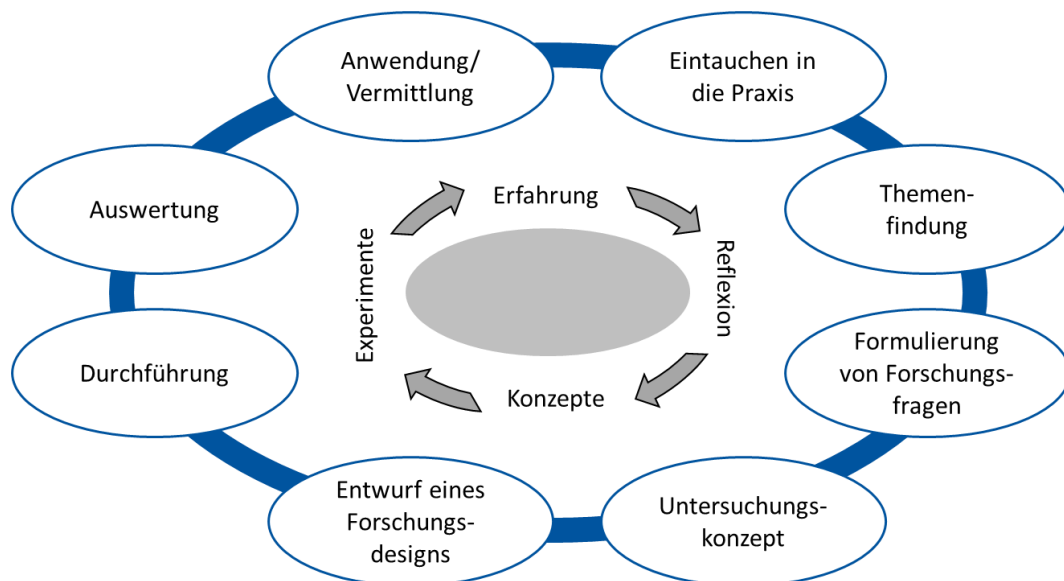 Anwendung/
Vermittlung
Eintauchen in
die Praxis
Themen-
findung
Formulierung
von Forschungs-
fragen
Untersuchungs-
konzept
Entwurf eines
Forschungs-
designs
Durchführung
Auswertung
Erfahrung
Reflexion
Konzepte
Experimente